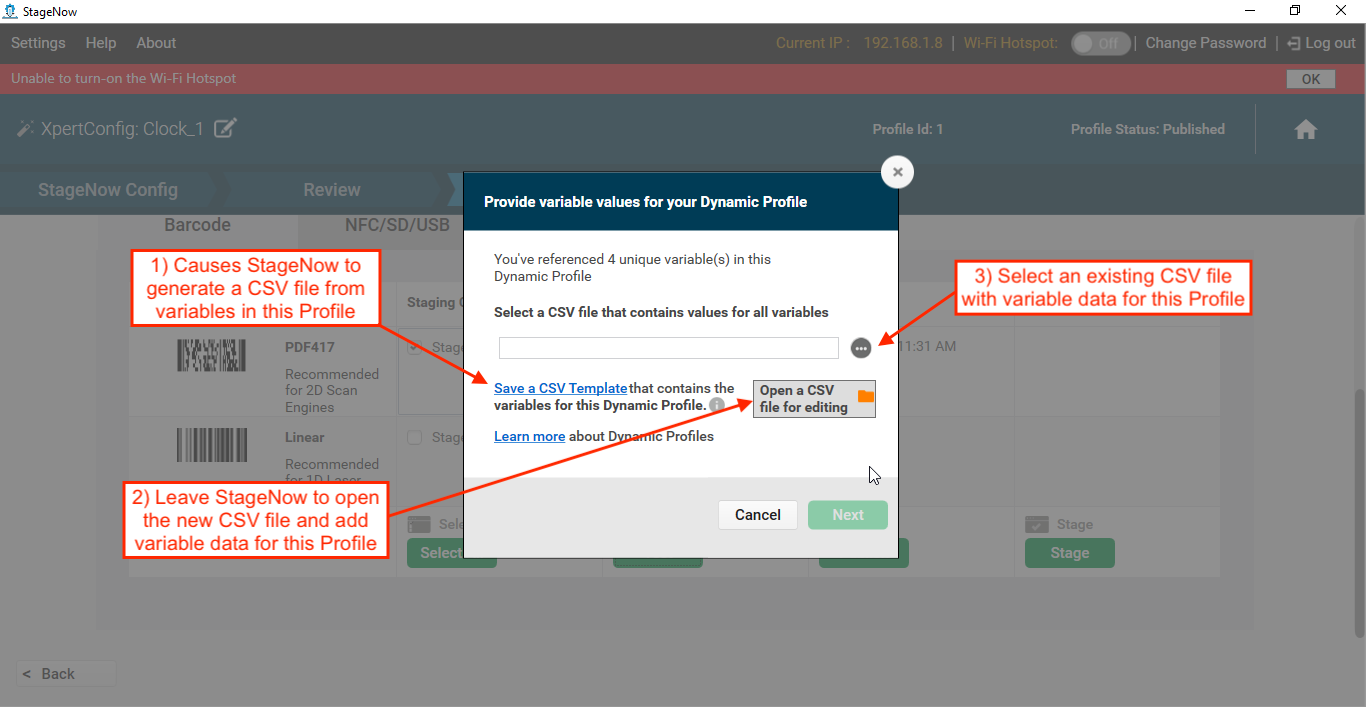 StageNow
Settings Help About
Current IP : 192.168.1.8 | Wi-Fi Hotspot: Off | Change Password | Log out
Unable to turn-on the Wi-Fi Hotspot
OK
XpertConfig: Clock_1
Profile Id: 1
Profile Status: Published
StageNow Config
Review
Barcode
NFC/SD/USB
Provide variable values for your Dynamic Profile
You've referenced 4 unique variable(s) in this
Dynamic Profile
Select a CSV file that contains values for all variables
Save a CSV Template that contains the
variables for this Dynamic Profile.
Open a CSV
file for editing
Learn more about Dynamic Profiles
Cancel
Next
1) Causes StageNow to
generate a CSV file from
variables in this Profile
2) Leave StageNow to open
the new CSV file and add
variable data for this Profile
3) Select an existing CSV file
with variable data for this Profile
Staging
PDF417
Recommended
for 2D Scan
Engines
Stage
11:31 AM
Linear
Recommended
for 1D Laser
Stage
Select
Stage
Stage
< Back